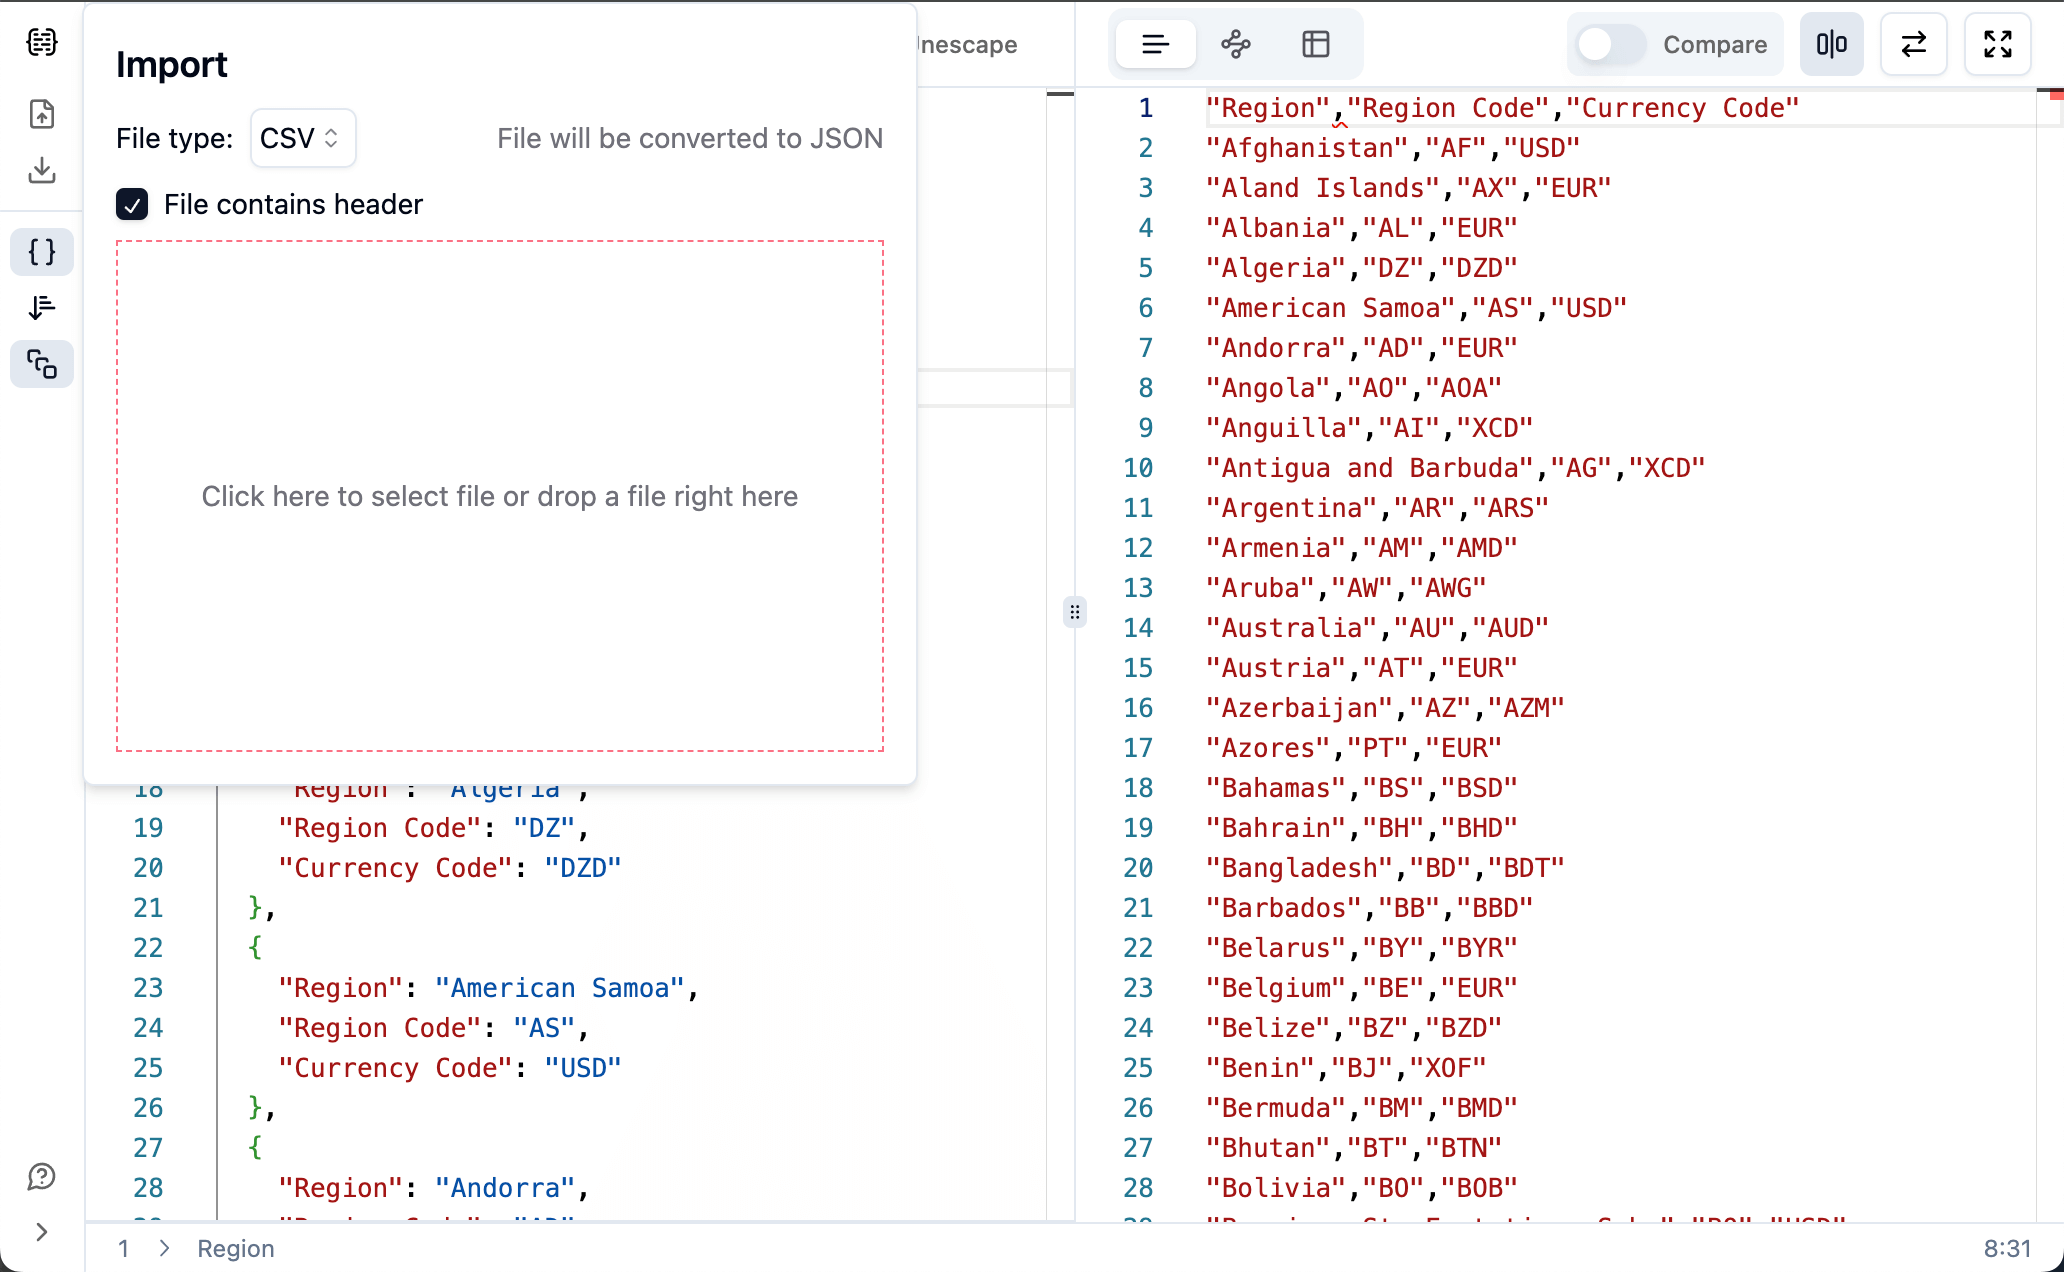 Import
File type: CSV
File will be converted to JSON
File contains header
Click here to select file or drop a file right here
Compare
18 "Region": "Algeria",
19 "Region Code": "DZ",
20 "Currency Code": "DZD"
21 },
22 {
23 "Region": "American Samoa",
24 "Region Code": "AS",
25 "Currency Code": "USD"
26 },
27 {
28 "Region": "Andorra",
1 "Region","Region Code","Currency Code"
2 "Afghanistan","AF","USD"
3 "Aland Islands","AX","EUR"
4 "Albania","AL","EUR"
5 "Algeria","DZ","DZD"
6 "American Samoa","AS","USD"
7 "Andorra","AD","EUR"
8 "Angola","AO","AOA"
9 "Anguilla","AI","XCD"
10 "Antigua and Barbuda","AG","XCD"
11 "Argentina","AR","ARS"
12 "Armenia","AM","AMD"
13 "Aruba","AW","AWG"
14 "Australia","AU","AUD"
15 "Austria","AT","EUR"
16 "Azerbaijan","AZ","AZM"
17 "Azores","PT","EUR"
18 "Bahamas","BS","BSD"
19 "Bahrain","BH","BHD"
20 "Bangladesh","BD","BDT"
21 "Barbados","BB","BBD"
22 "Belarus","BY","BYR"
23 "Belgium","BE","EUR"
24 "Belize","BZ","BZD"
25 "Benin","BJ","XOF"
26 "Bermuda","BM","BMD"
27 "Bhutan","BT","BTN"
28 "Bolivia","BO","BOB"
1 > Region
8:31